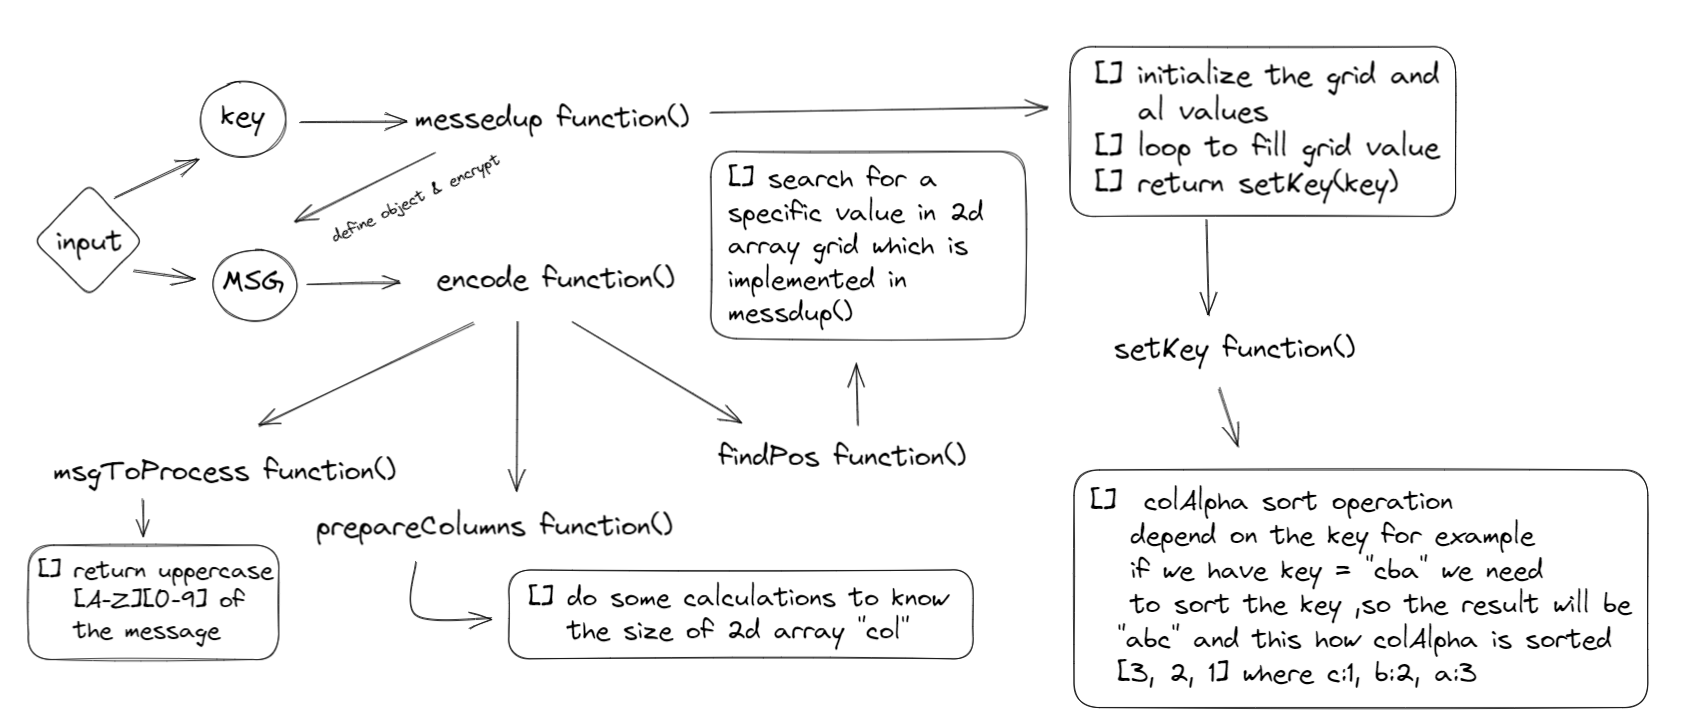 key
messedup function()
define object & encrypt
input
MSG
encode function()
[] search for a
specific value in 2d
array grid which is
implemented in
messdup()
[] initialize the grid and
al values
[] loop to fill grid value
[] return setKey(key)
setKey function()
msgToProcess function()
prepareColumns function()
findPos function()
[] return uppercase
[A-Z][0-9] of
the message
[] do some calculations to know
the size of 2d array "col"
[] colAlpha sort operation
depend on the key for example
if we have key = "cba" we need
to sort the key ,so the result will be
"abc" and this how colAlpha is sorted
[3, 2, 1] where c:1, b:2, a:3